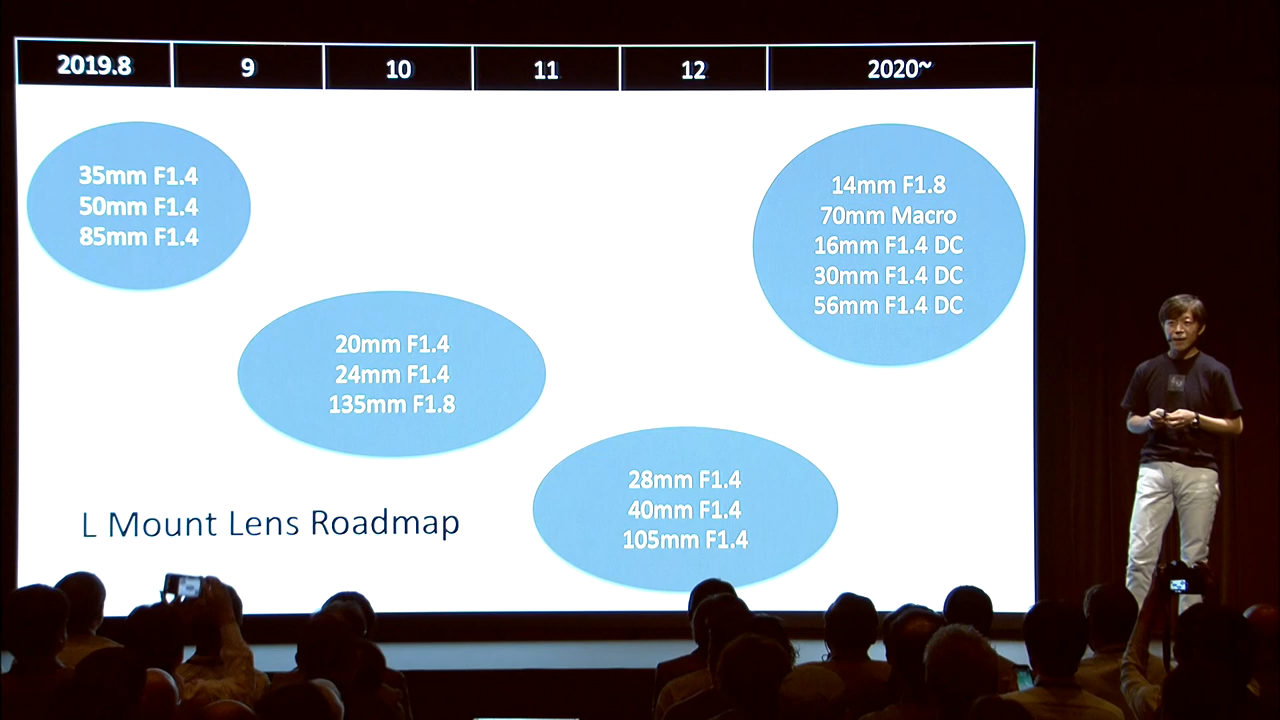 2019.8 9 10 11 12 2020~
35mm F1.4
50mm F1.4
85mm F1.4
14mm F1.8
70mm Macro
16mm F1.4 DC
30mm F1.4 DC
56mm F1.4 DC
20mm F1.4
24mm F1.4
135mm F1.8
28mm F1.4
40mm F1.4
105mm F1.4
L Mount Lens Roadmap